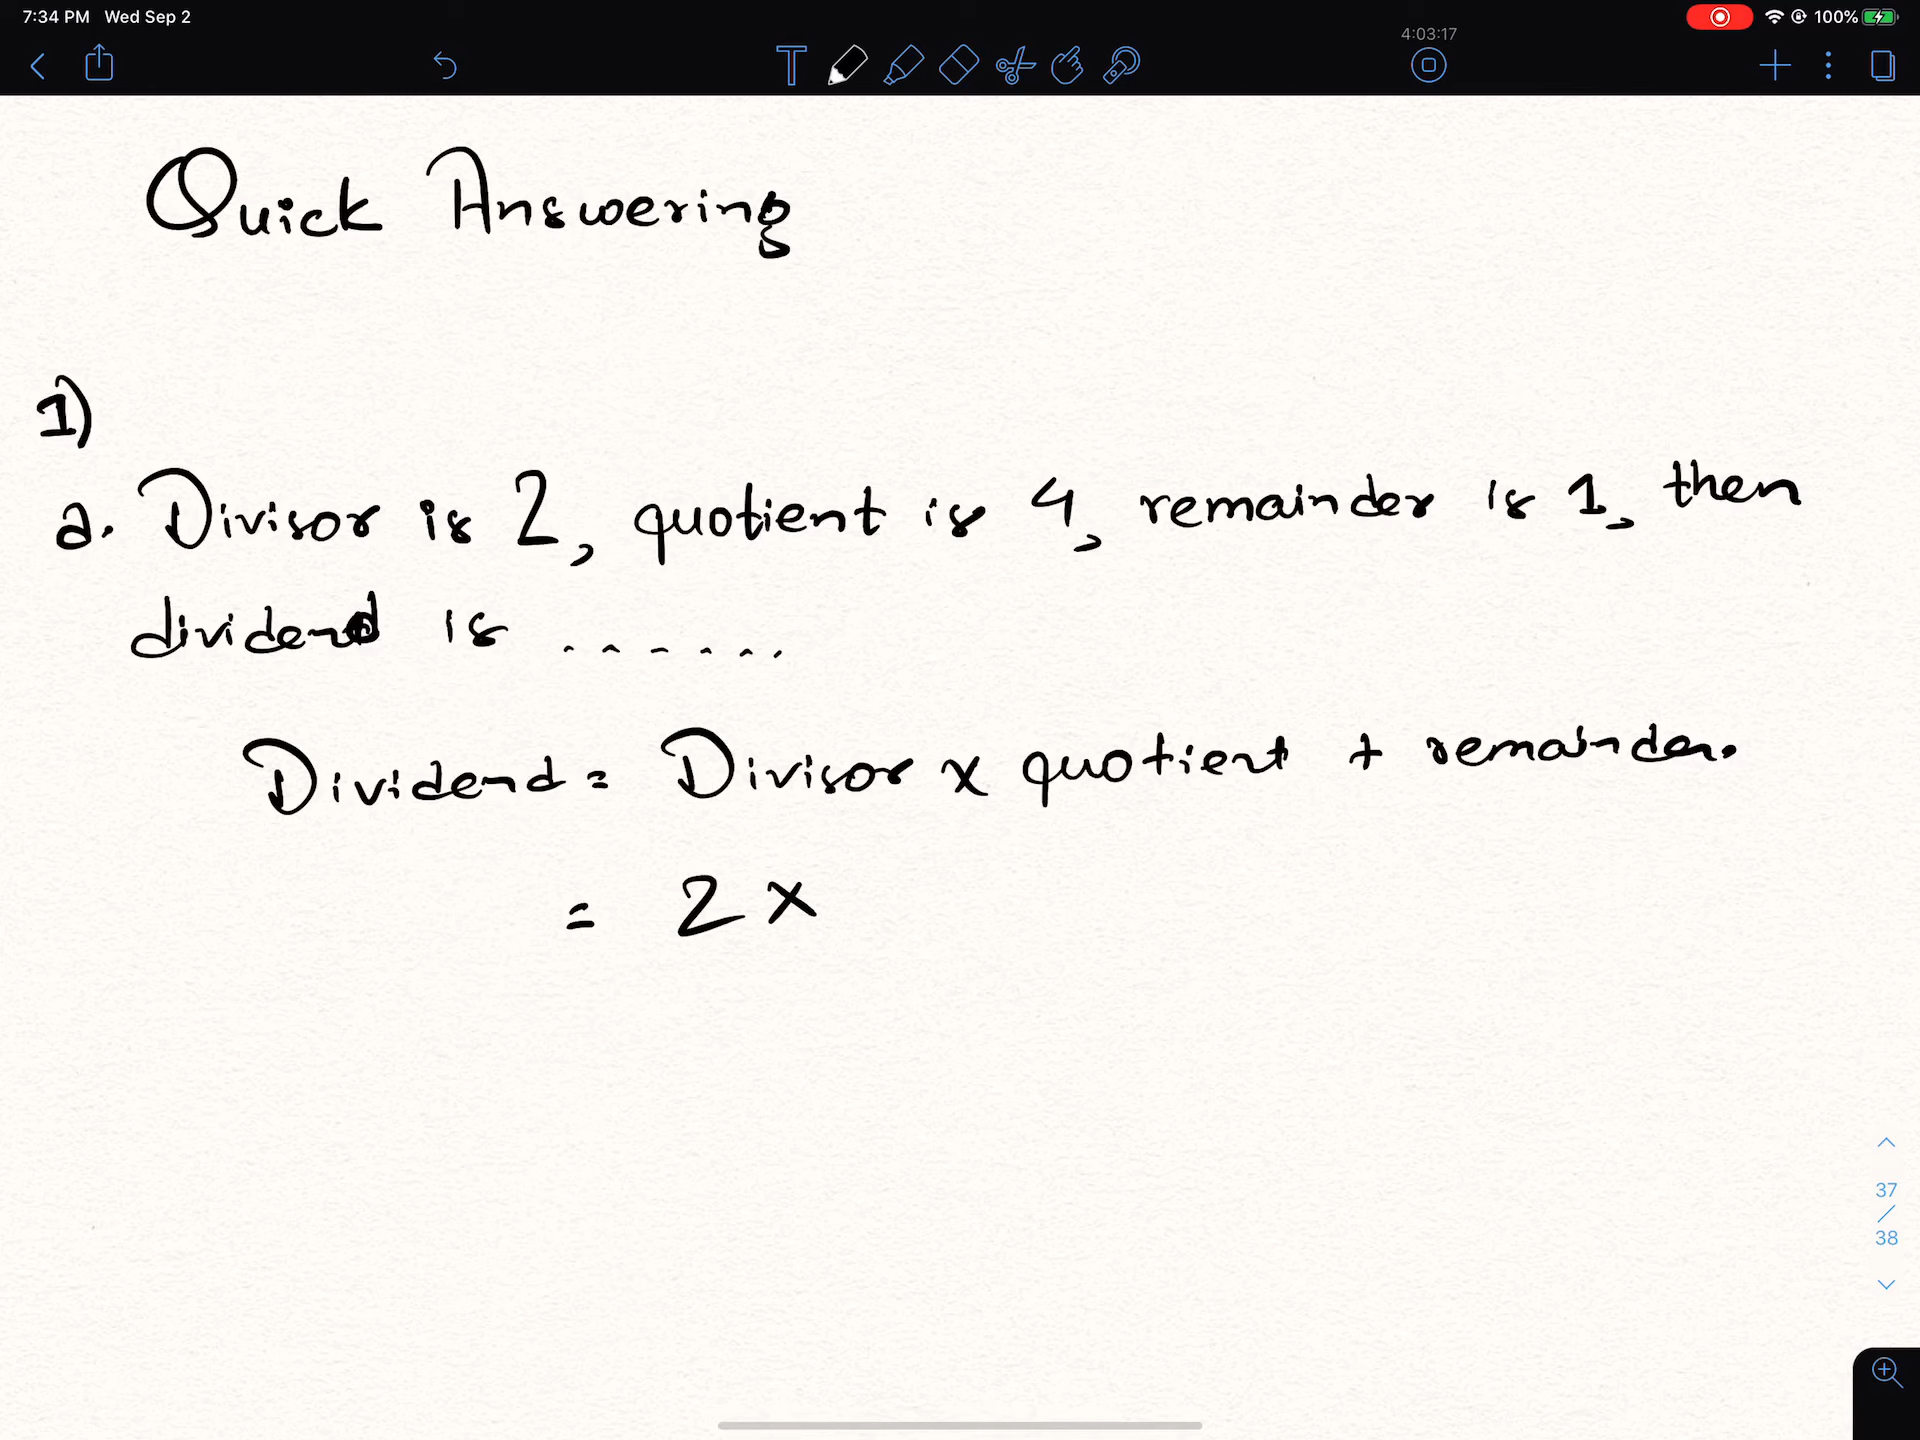 7:34 PM Wed Sep 2
100%
4:03:17
Quick Answering
1)
a. Divisor is 2, quotient is 4, remainder is 1, then
dividend is ......
Dividend = Divisor x quotient + remainder.
= 2 x
37
/
38